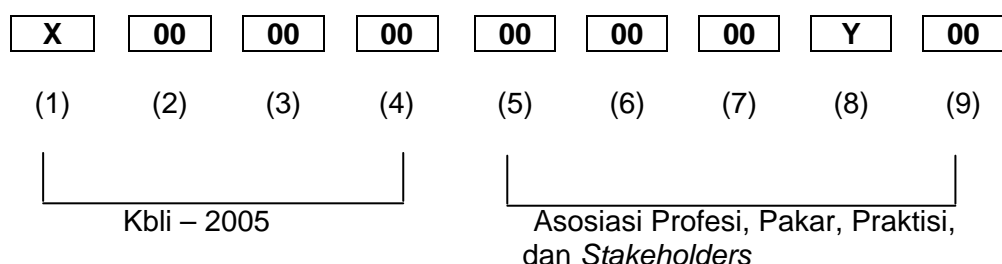 X 00 00 00 00 00 00 Y 00
(1) (2) (3) (4) (5) (6) (7) (8) (9)
Kbli – 2005
Asosiasi Profesi, Pakar, Praktisi,
dan Stakeholders